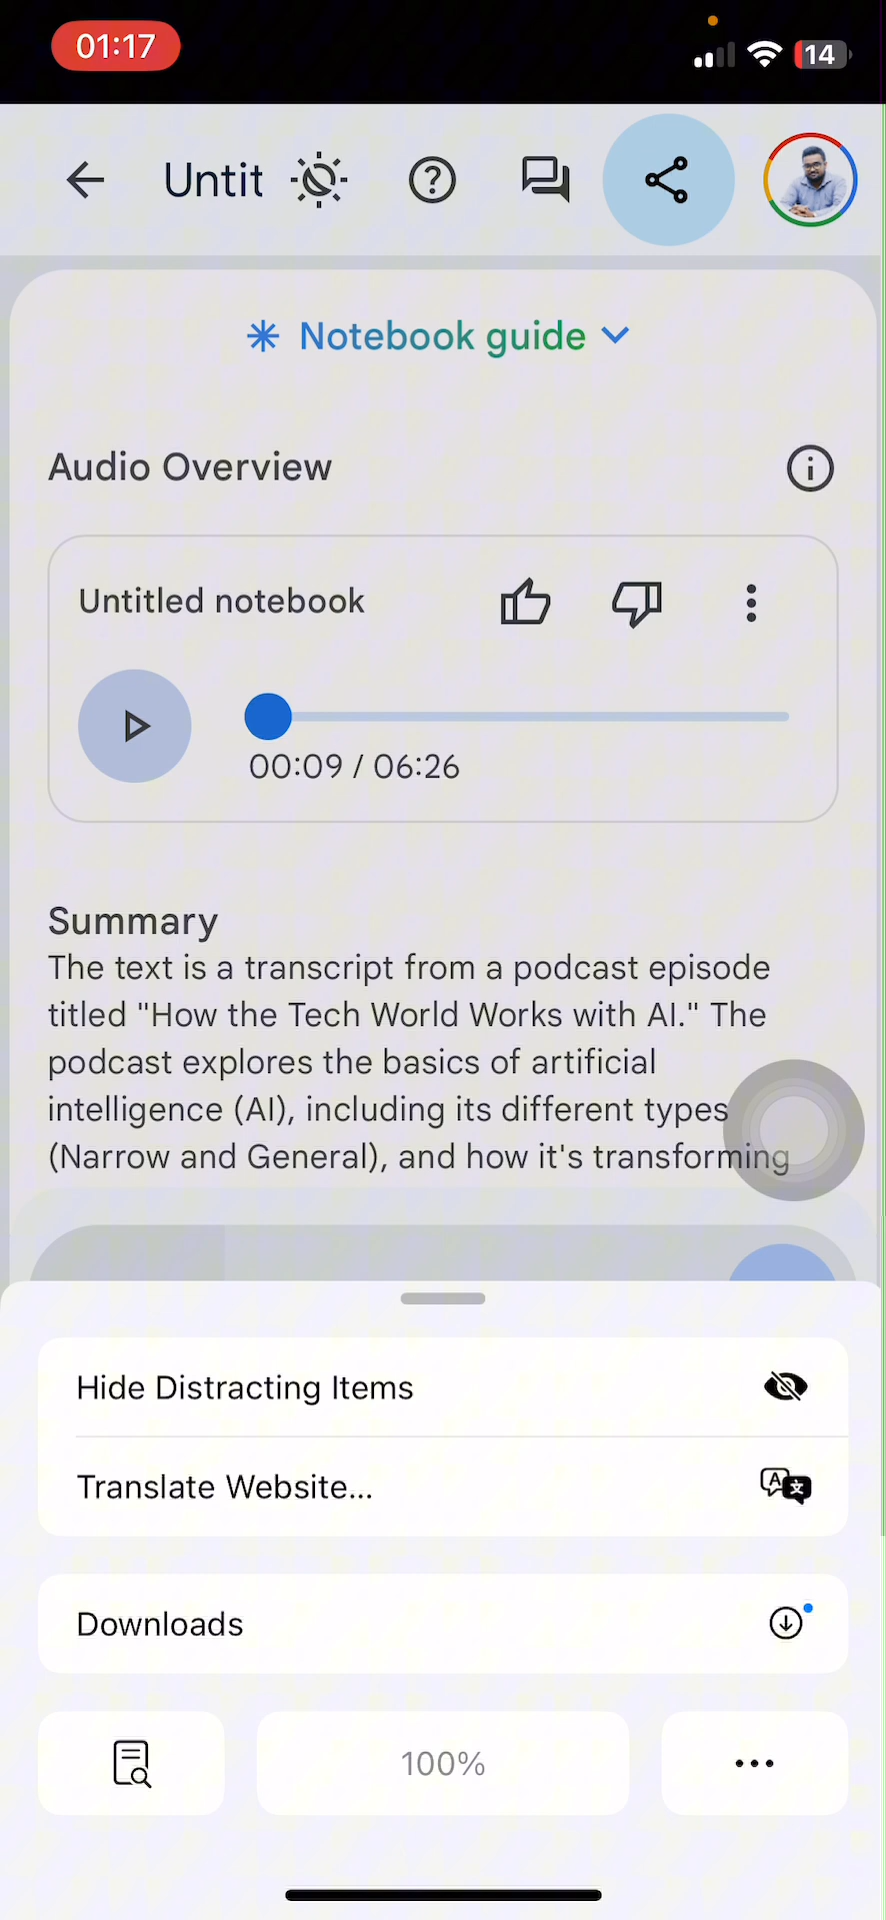 01:17
14
Untit
Notebook guide
Audio Overview
Untitled notebook
00:09 / 06:26
Summary
The text is a transcript from a podcast episode
titled "How the Tech World Works with AI." The
podcast explores the basics of artificial
intelligence (AI), including its different types
(Narrow and General), and how it's transforming
Hide Distracting Items
Translate Website...
Downloads
100%